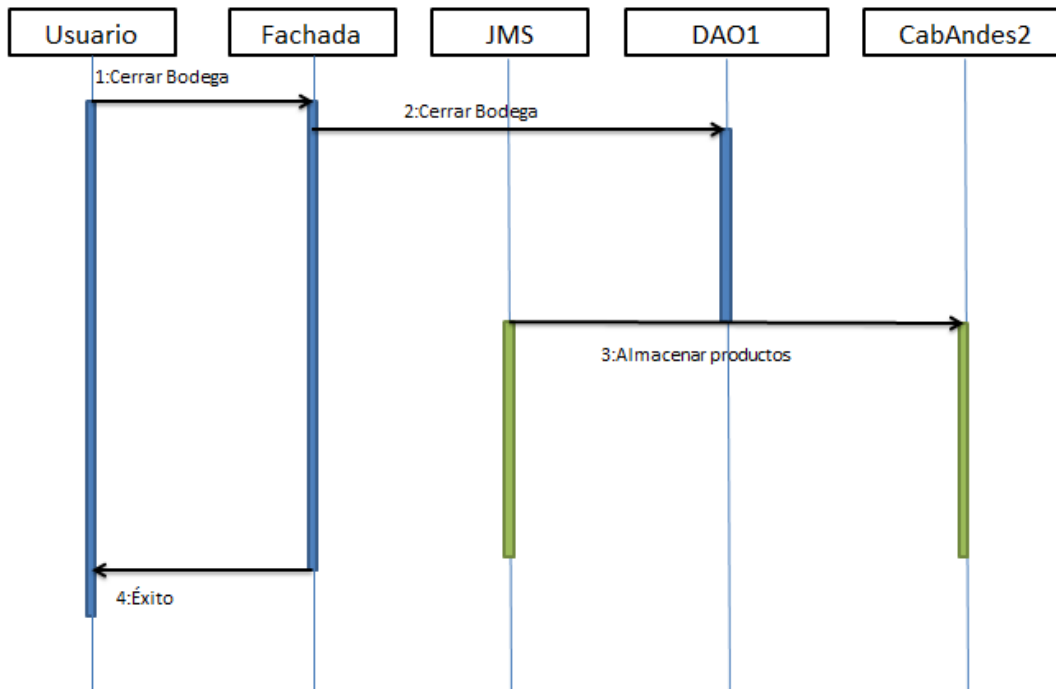 Usuario
Fachada
JMS
DAO1
CabAndes2
1:Cerrar Bodega
2:Cerrar Bodega
3:Almacenar productos
4:Éxito